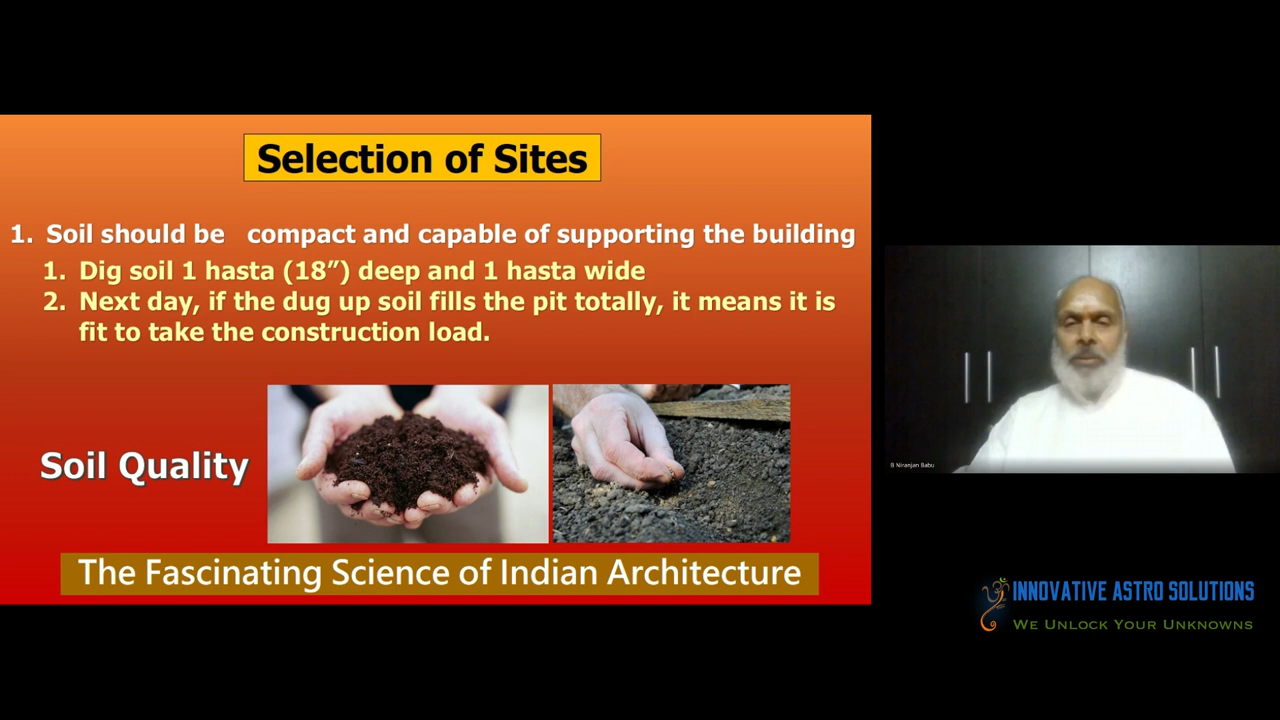 Selection of Sites
1. Soil should be compact and capable of supporting the building
1. Dig soil 1 hasta (18”) deep and 1 hasta wide
2. Next day, if the dug up soil fills the pit totally, it means it is
fit to take the construction load.
Soil Quality
The Fascinating Science of Indian Architecture
B Niranjan Babu
INNOVATIVE ASTRO SOLUTIONS
WE UNLOCK YOUR UNKNOWNS